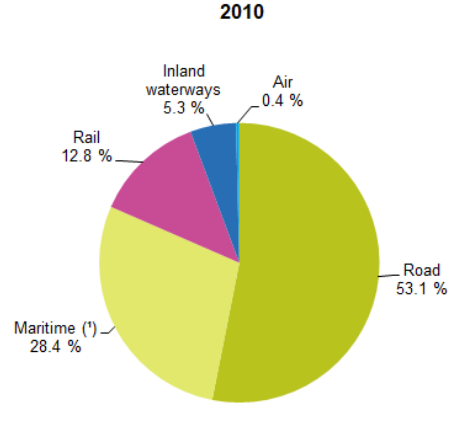 2010
Inland
waterways
5.3 %
Air
0.4 %
Rail
12.8 %
Road
53.1 %
Maritime (¹)
28.4 %